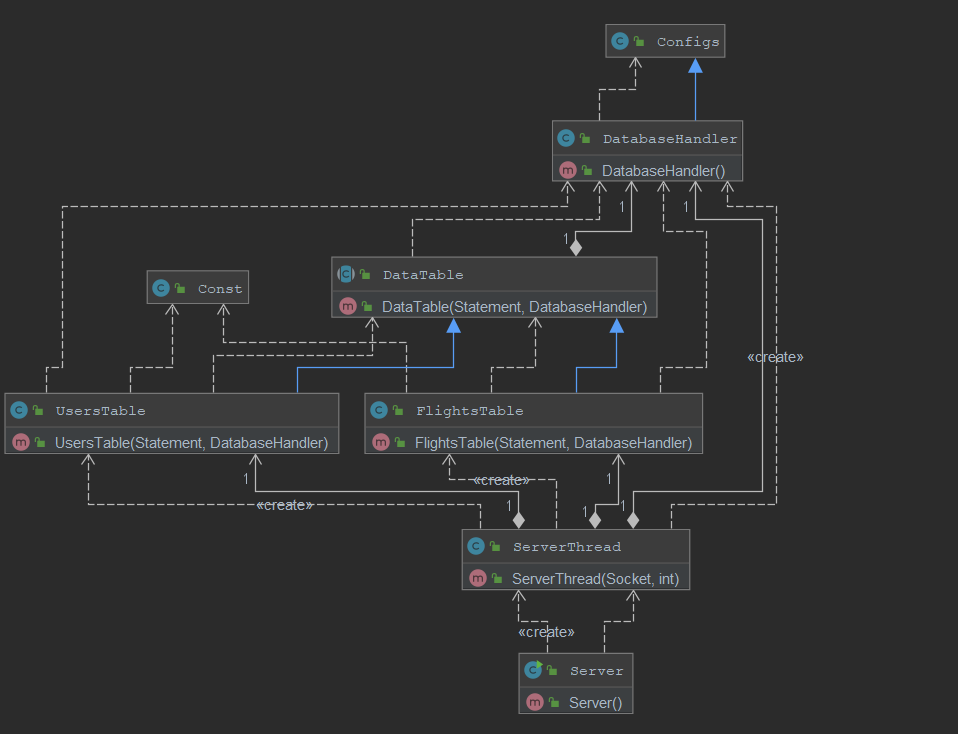 C Configs
C DatabaseHandler
m DatabaseHandler()
1
1
1
C DataTable
m DataTable(Statement, DatabaseHandler)
C Const
«create»
C UsersTable
m UsersTable(Statement, DatabaseHandler)
C FlightsTable
m FlightsTable(Statement, DatabaseHandler)
1
«create»
1
1
«create»
1
1
C ServerThread
m ServerThread(Socket, int)
«create»
C Server
m Server()